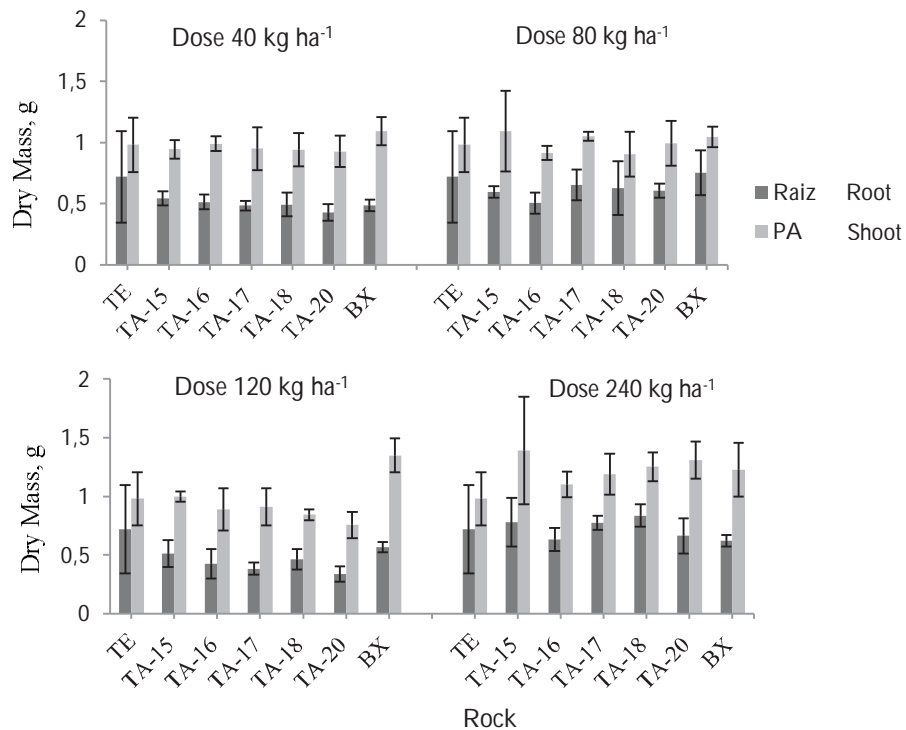 Dose 40 kg ha-1
Dose 80 kg ha-1
Dry Mass, g
2
1,5
1
0,5
0
TE
TA-15
TA-16
TA-17
TA-18
TA-20
BX
TE
TA-15
TA-16
TA-17
TA-18
TA-20
BX
Raiz Root
PA Shoot
Dose 120 kg ha-1
Dose 240 kg ha-1
Dry Mass, g
2
1,5
1
0,5
0
TE
TA-15
TA-16
TA-17
TA-18
TA-20
BX
TE
TA-15
TA-16
TA-17
TA-18
TA-20
BX
Rock